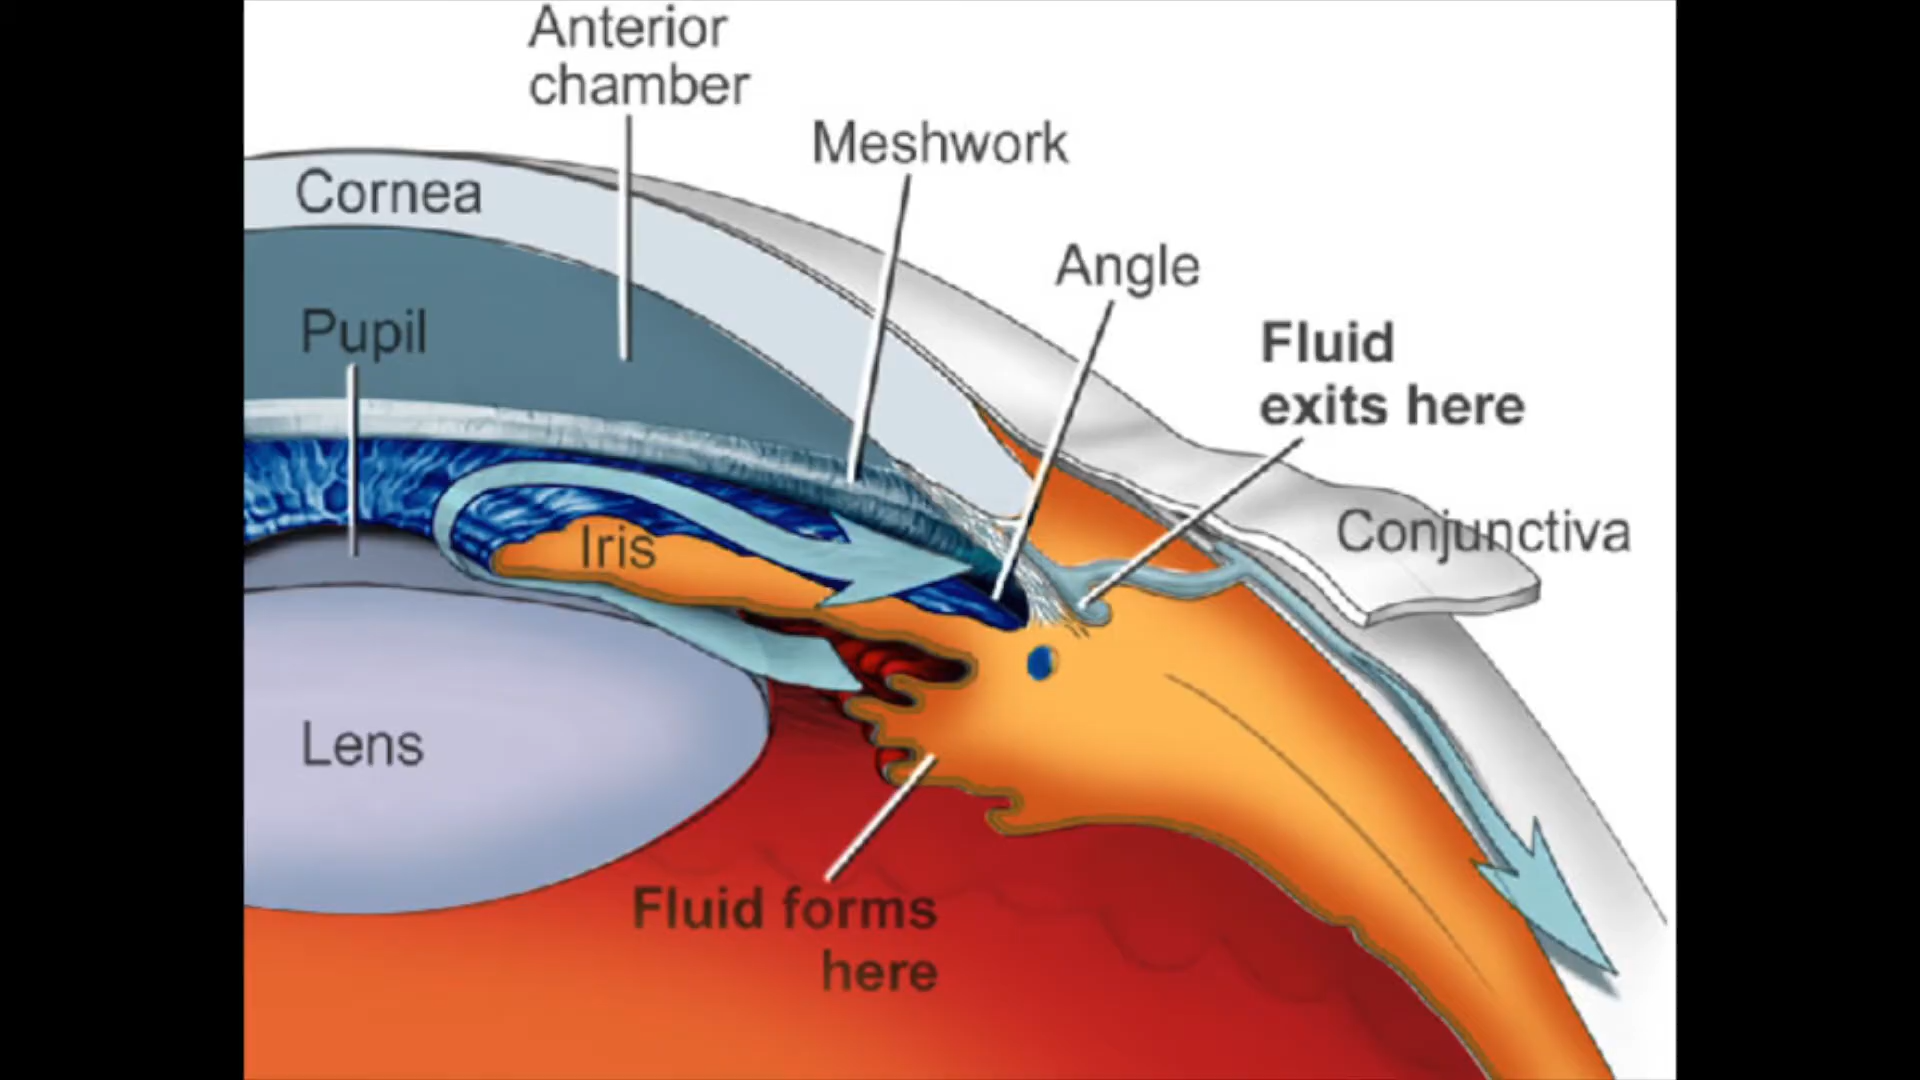 Anterior
chamber
Meshwork
Cornea
Angle
Pupil
Fluid
exits here
Conjunctiva
Iris
Lens
Fluid forms
here